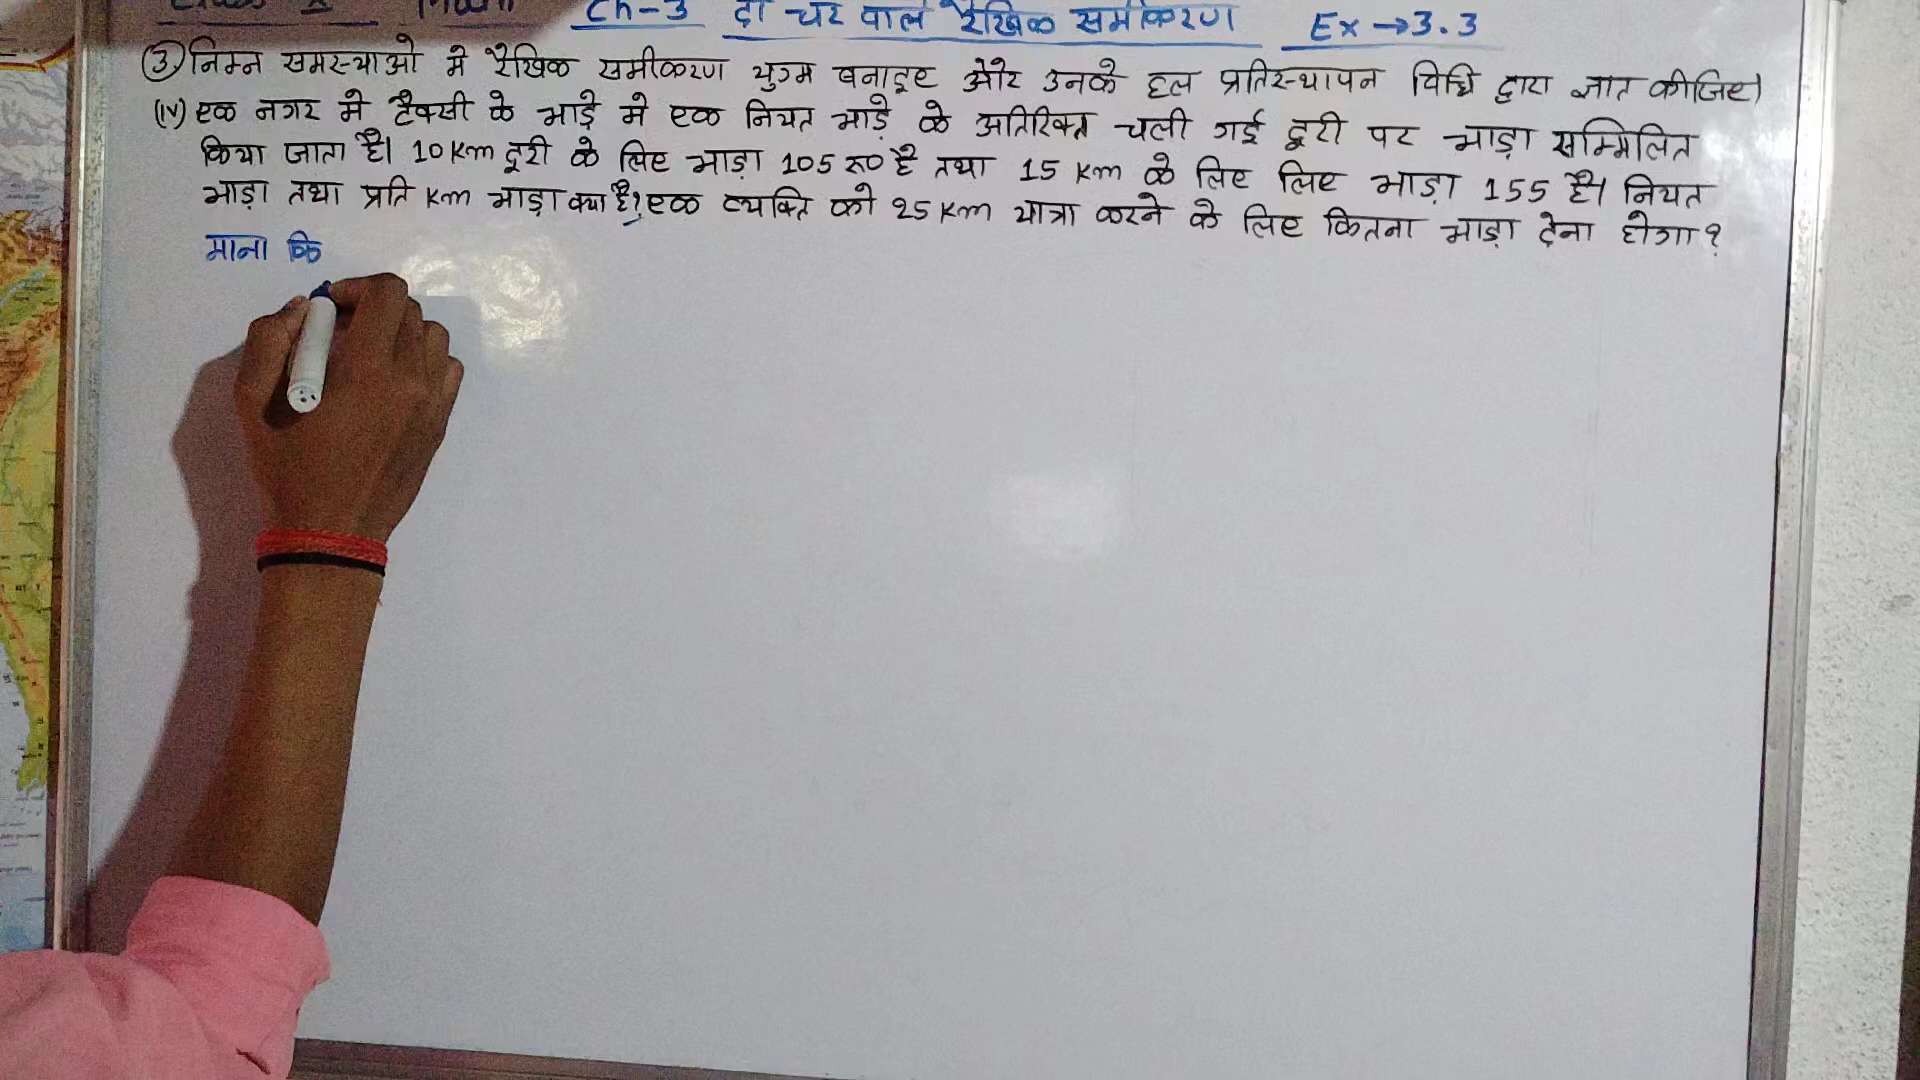 Ch-3 दो चर वाले रैखिक समीकरण Ex→3.3
③ निम्न समस्याओ मे रैखिक समीकरण युग्म बनाइए और उनके हल प्रतिस्थापन विधि द्वारा ज्ञात कीजिए।
(iv) एक नगर मे टैक्सी के भाड़े मे एक नियत भाड़े के अतिरिक्त चली गई दूरी पर भाड़ा सम्मिलित
किया जाता है। 10 Km दूरी के लिए भाड़ा 105 रु० है तथा 15 Km के लिए लिए भाड़ा 155 है। नियत
भाड़ा तथा प्रति Km भाड़ा क्या है? एक व्यक्ति को 25 Km यात्रा करने के लिए कितना भाड़ा देना होगा?
माना कि